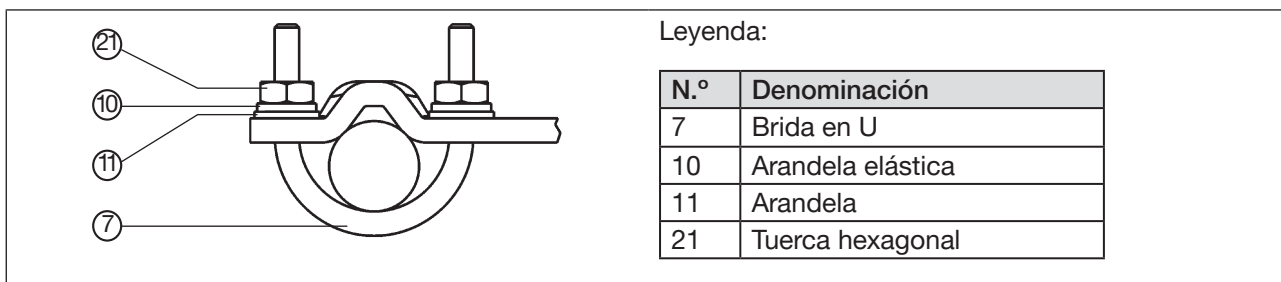 21
10
11
7
Leyenda:
N.º Denominación
7 Brida en U
10 Arandela elástica
11 Arandela
21 Tuerca hexagonal